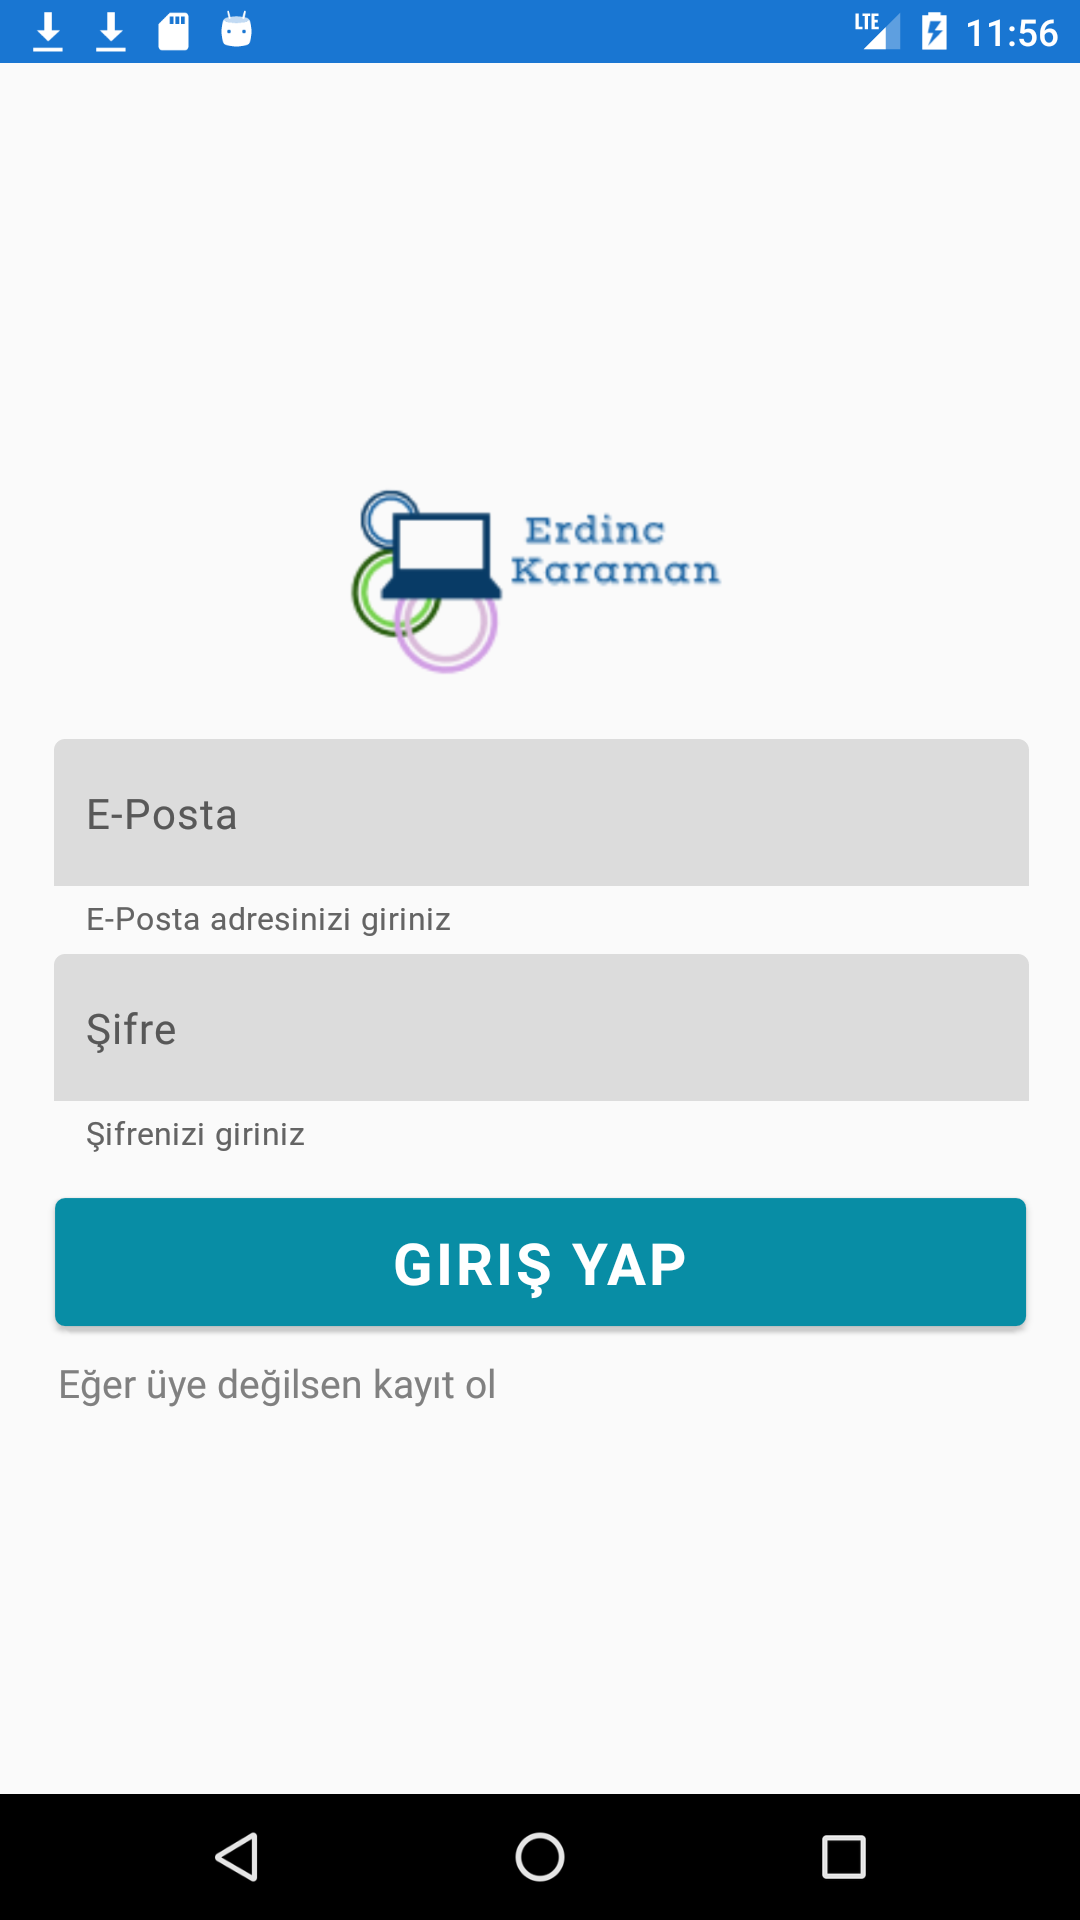 LTE 11:56
Erdinc
Karaman
E-Posta
E-Posta adresinizi giriniz
Şifre
Şifrenizi giriniz
GIRIŞ YAP
Eğer üye değilsen kayıt ol